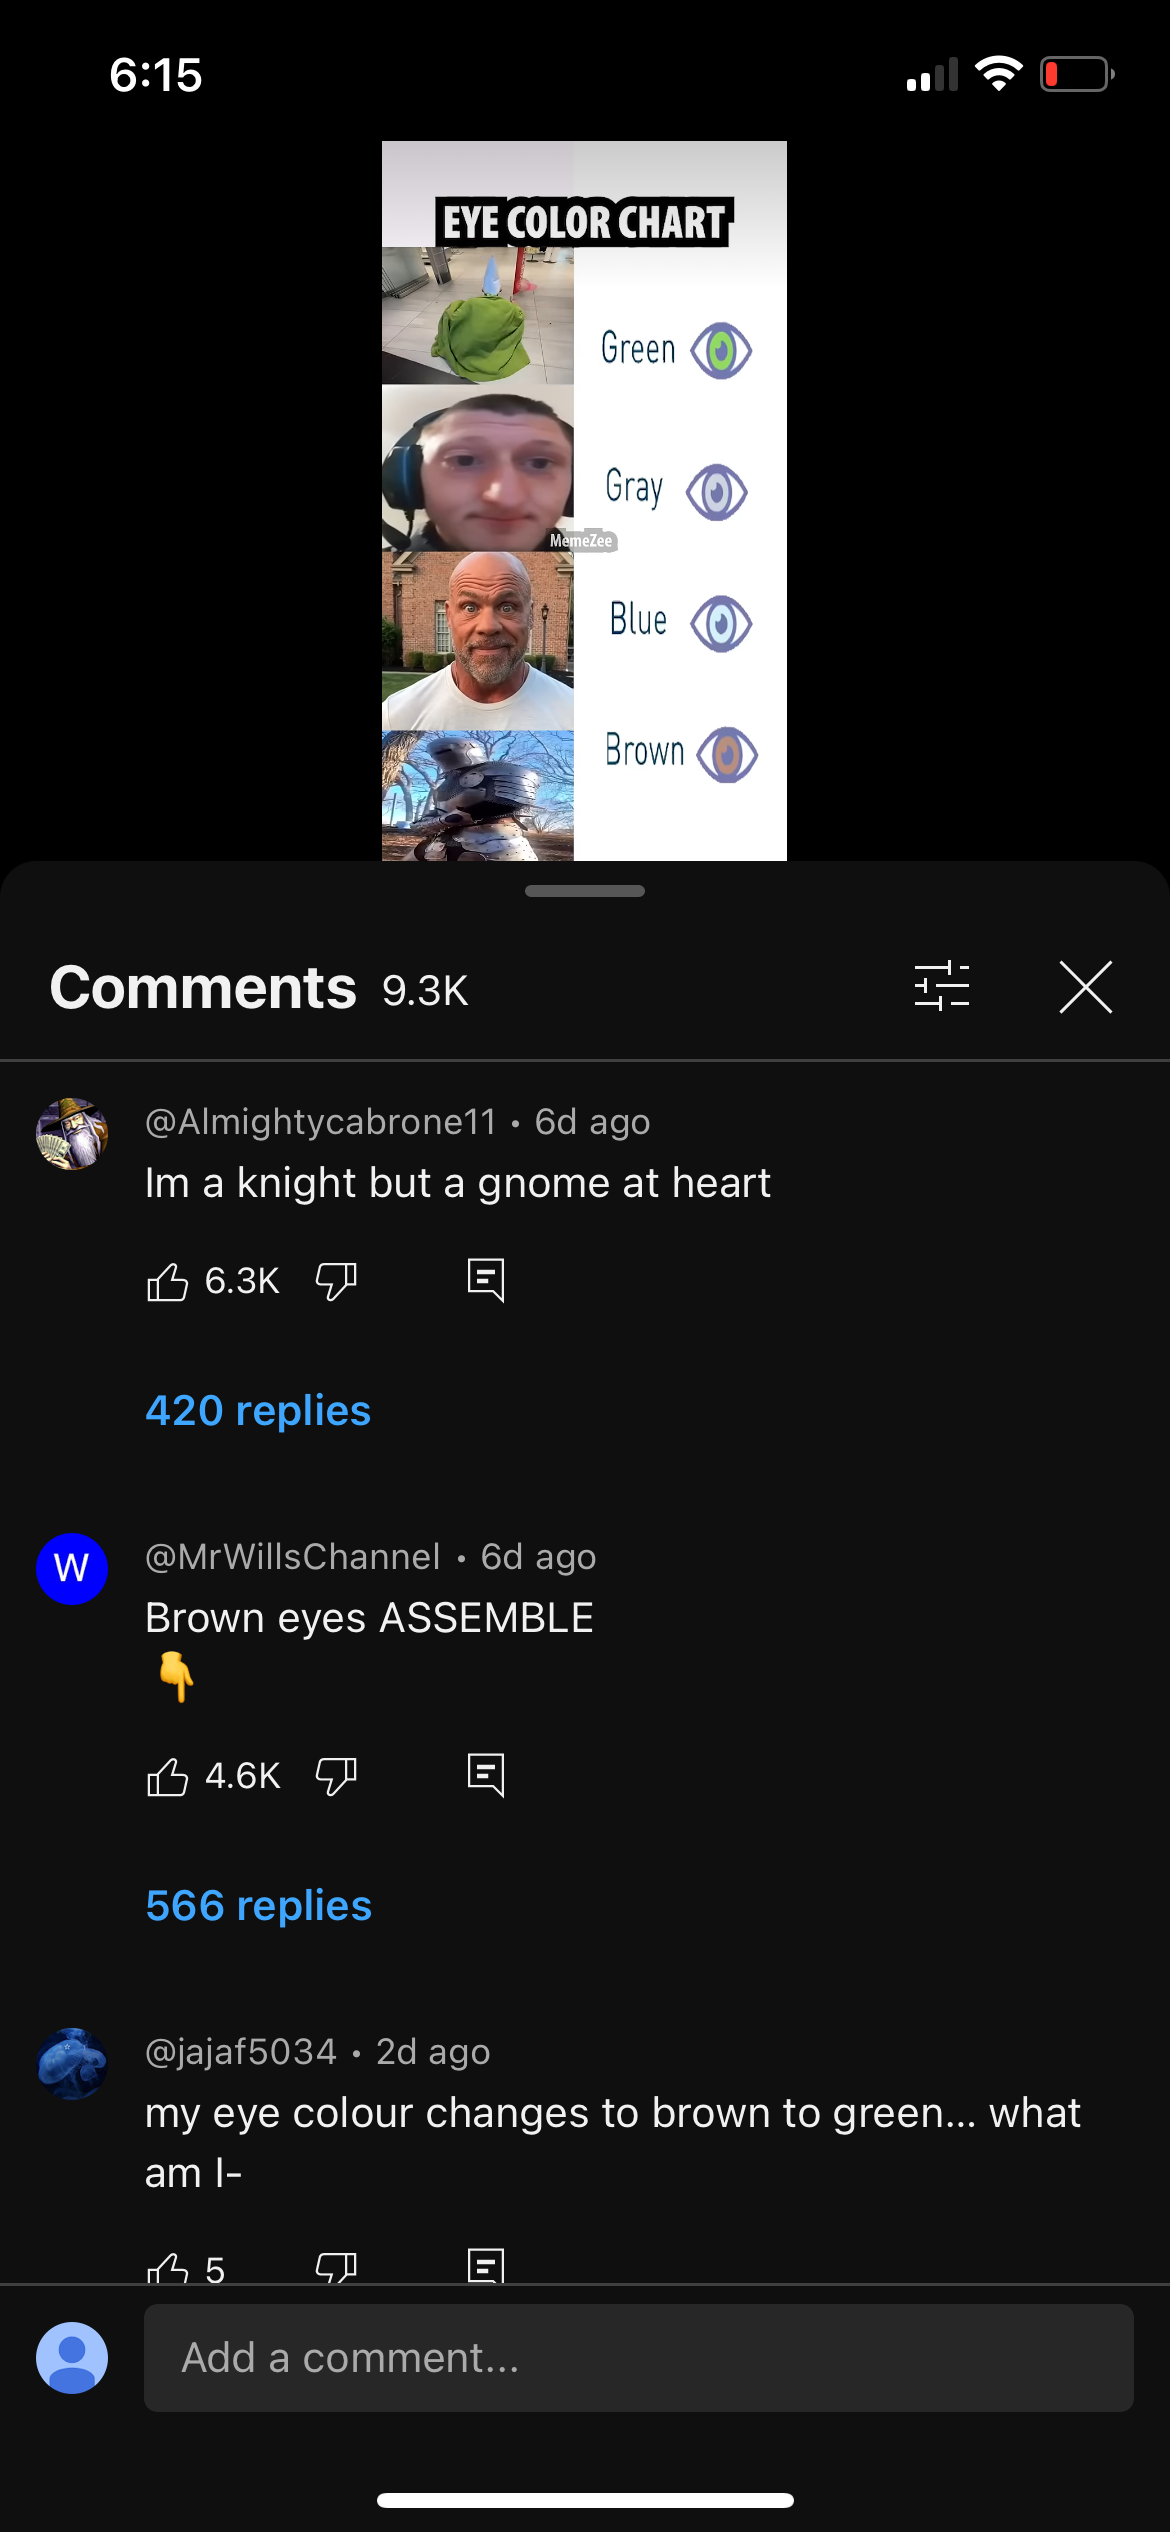 6:15
EYE COLOR CHART
Green
Gray
MemeZee
Blue
Brown
Comments 9.3K
@Almightycabrone11 • 6d ago
Im a knight but a gnome at heart
6.3K
420 replies
W
@MrWillsChannel • 6d ago
Brown eyes ASSEMBLE
👇
4.6K
566 replies
@jajaf5034 • 2d ago
my eye colour changes to brown to green... what
am I-
5
Add a comment...